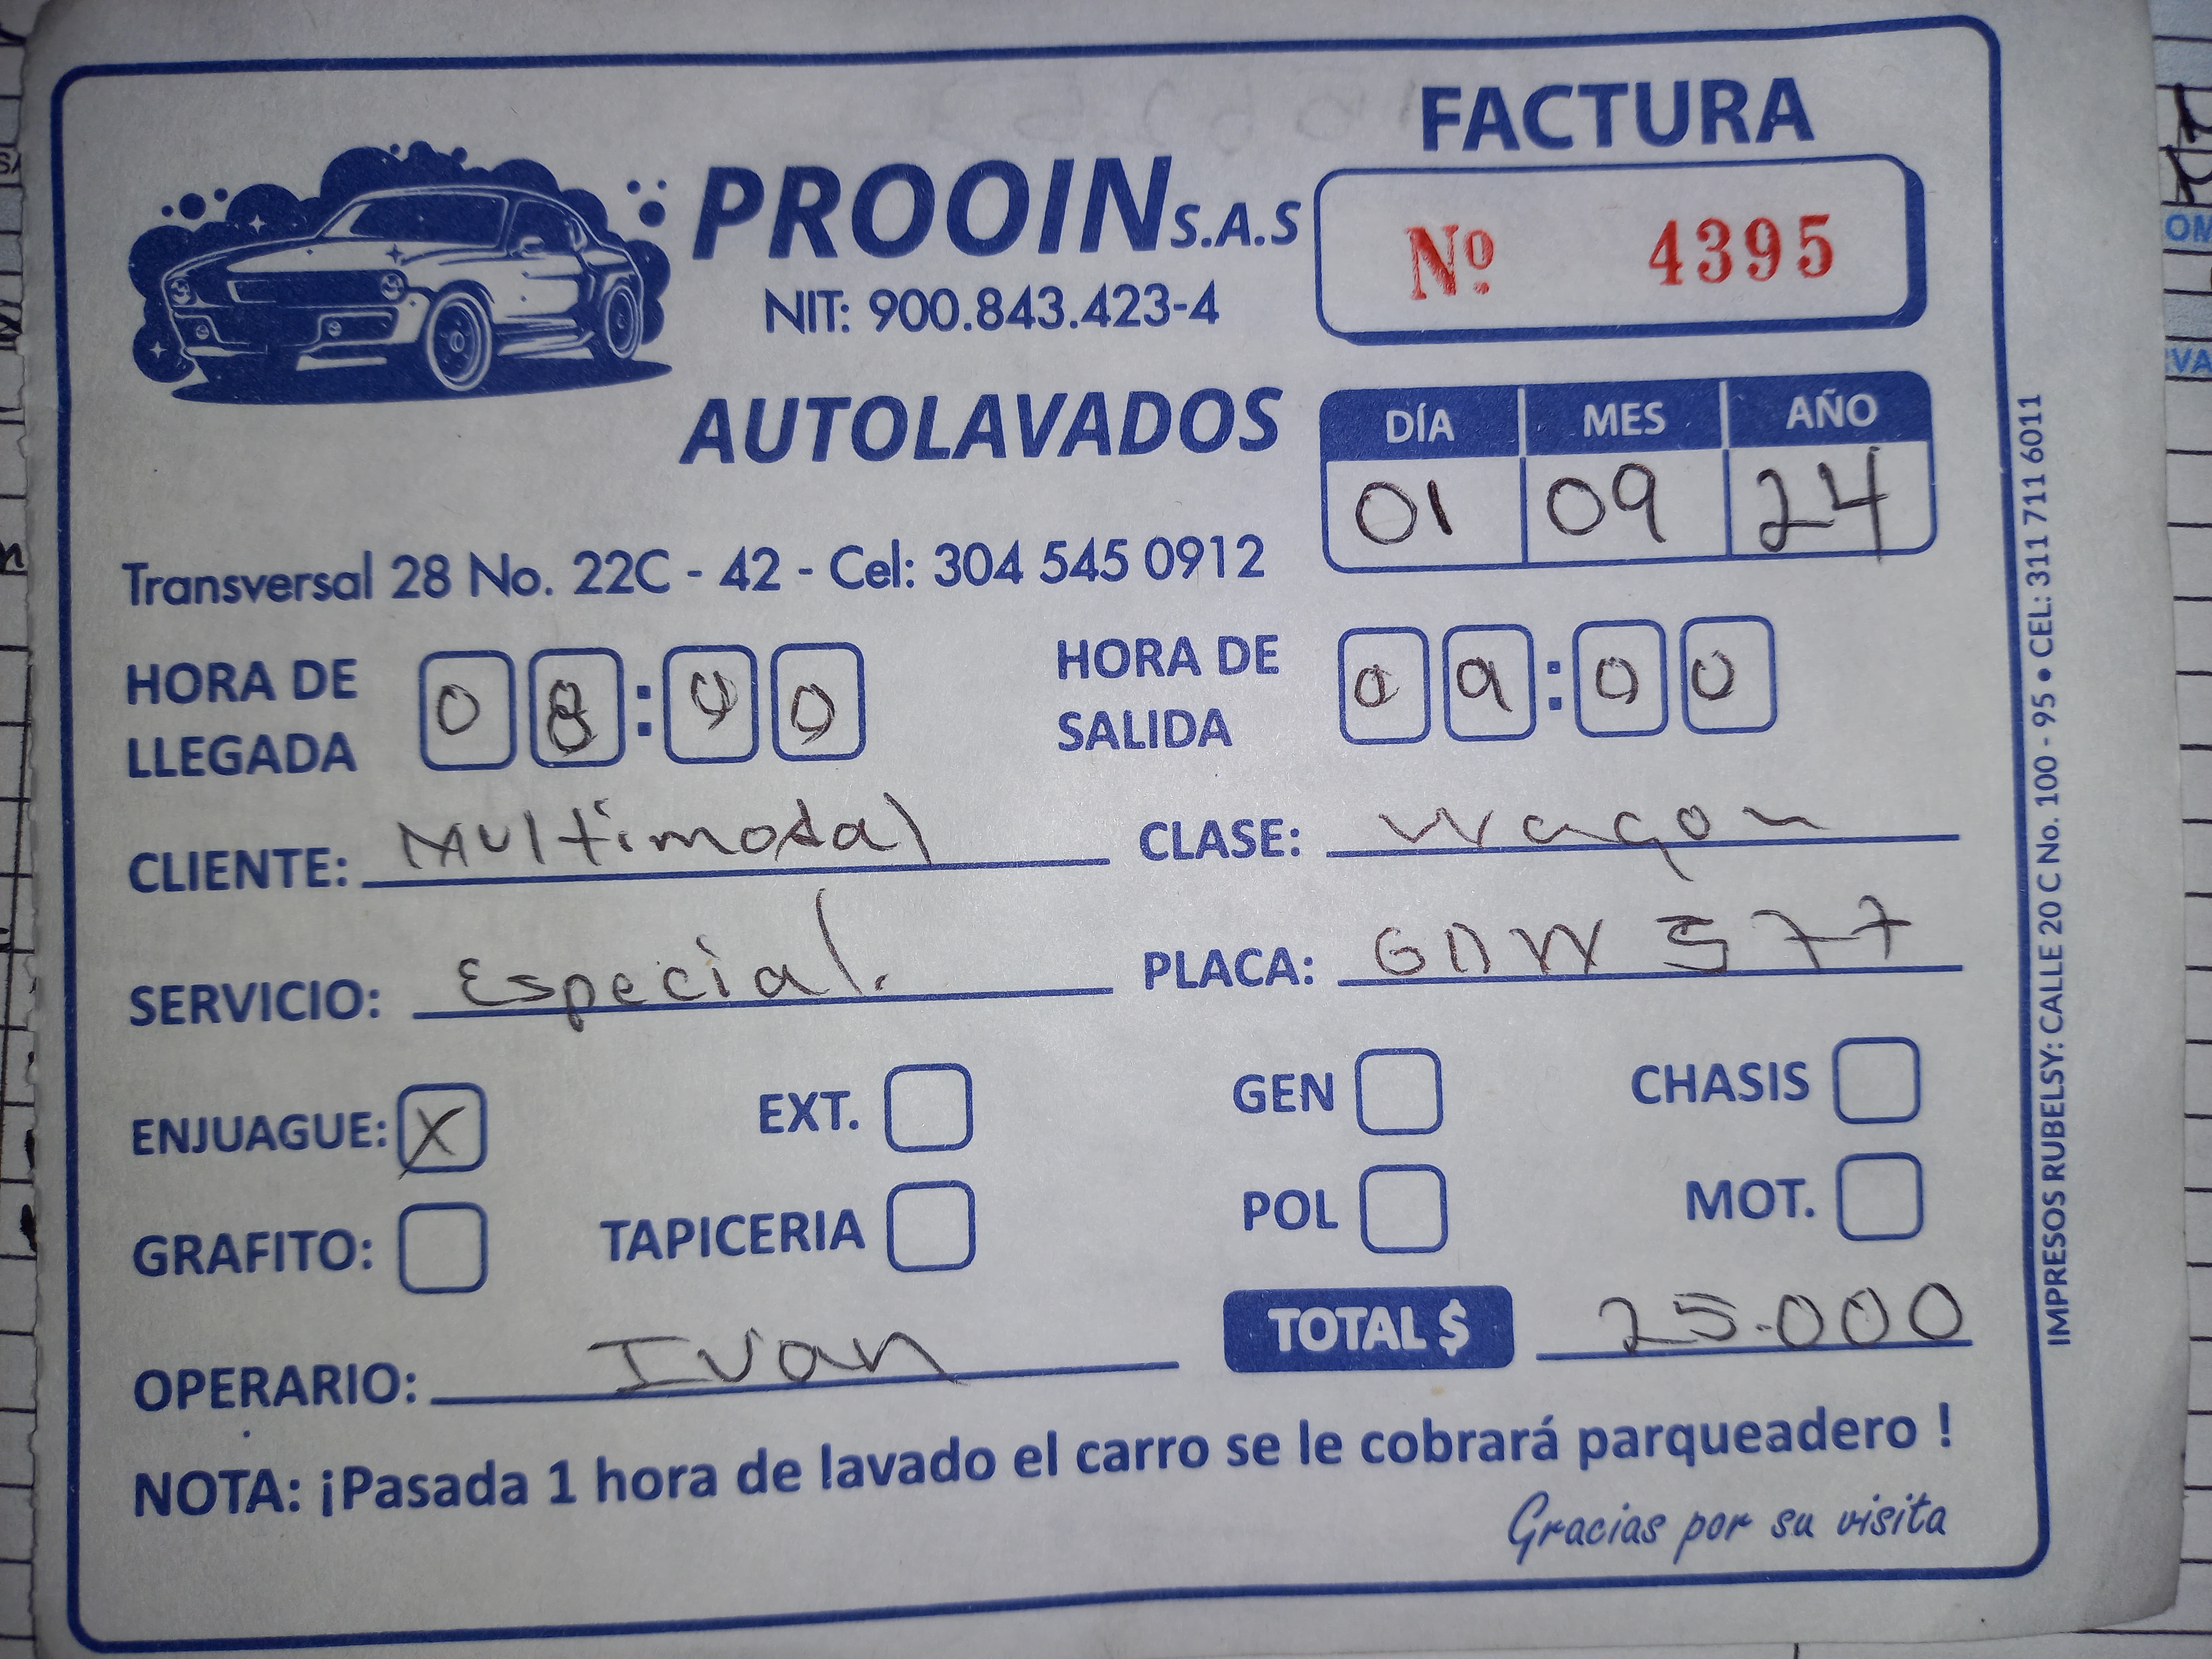 FACTURA
PROOIN S.A.S
Nº 4395
NIT: 900.843.423-4
AUTOLAVADOS
DÍA MES AÑO
01 09 24
Transversal 28 No. 22C - 42 - Cel: 304 545 0912
HORA DE LLEGADA 08:40
HORA DE SALIDA 09:00
CLIENTE: Multimodal CLASE: Wagon
SERVICIO: Especial. PLACA: GDW 577
ENJUAGUE: X EXT. GEN CHASIS
GRAFITO: TAPICERIA POL MOT.
OPERARIO: Ivan TOTAL $ 25.000
NOTA: ¡Pasada 1 hora de lavado el carro se le cobrará parqueadero !
Gracias por su visita
IMPRESOS RUBELSY: CALLE 20 C No. 100 - 95 • CEL: 311 711 6011